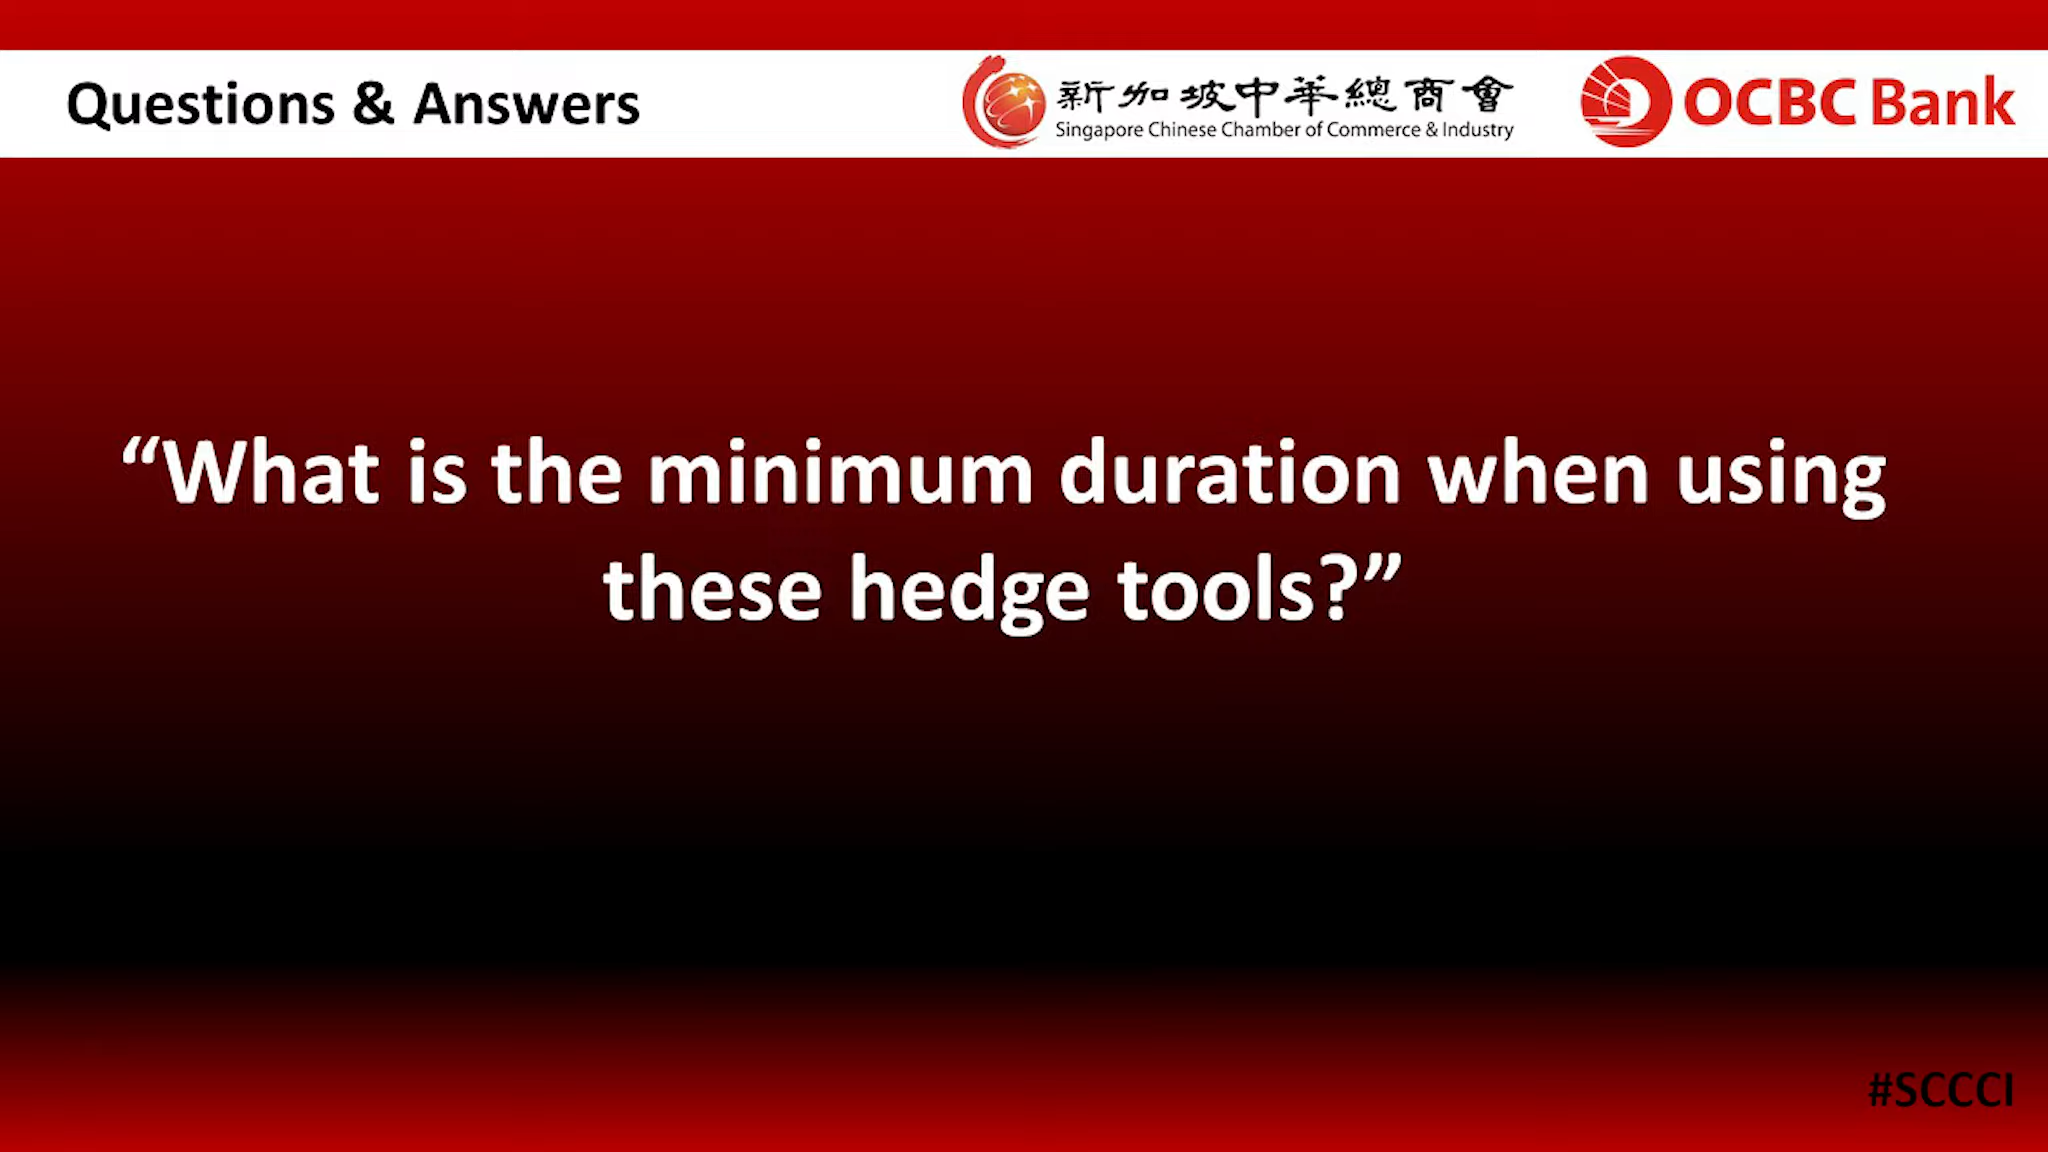 Questions & Answers
新加坡中華總商會
Singapore Chinese Chamber of Commerce & Industry
OCBC Bank
“What is the minimum duration when using
these hedge tools?”
#SCCCI